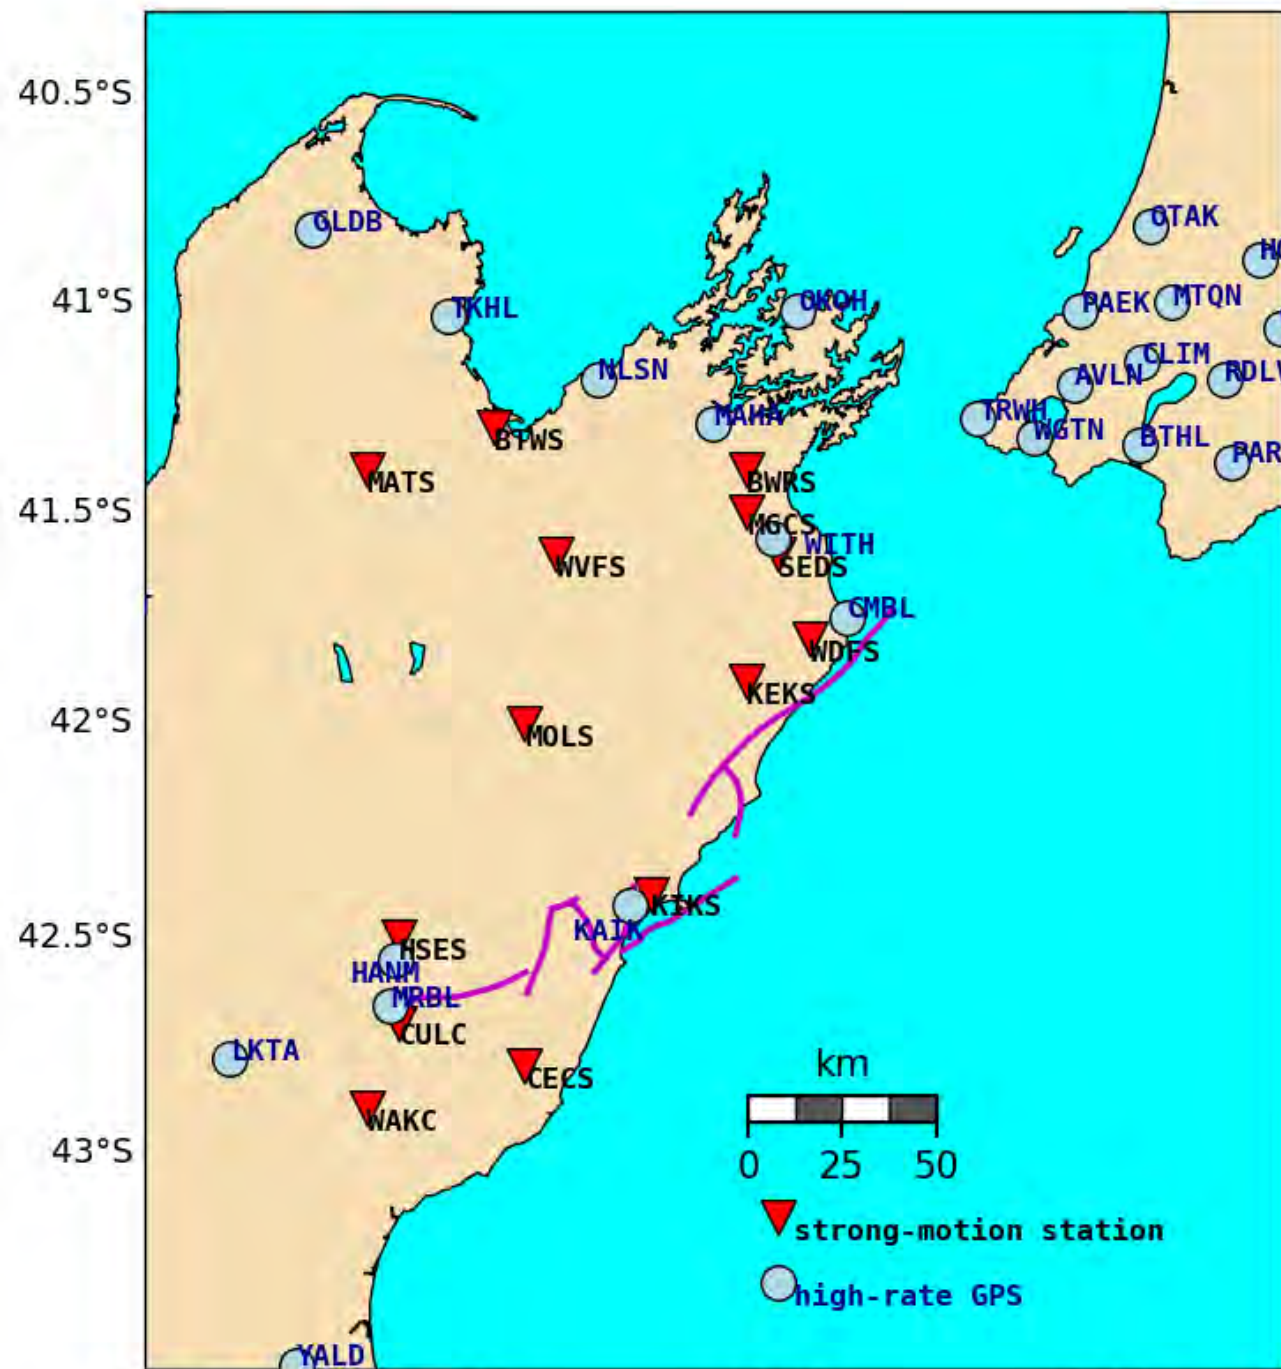 40.5°S
OTAK
GLDB
41°S
MTQN
PAEK
OKOH
TKHL
CLIM
NLSN
RDLV
AVLN
TRWH
MAHA
WGTN
BTHL
BTWS
PAR
MATS
BWRS
41.5°S
MGCS
WITH
WVFS
SEDS
CMBL
WDFS
KEKS
42°S
MOLS
KIKS
KAIK
42.5°S
HSES
HANM
MRBL
CULC
LKTA
km
CECS
WAKC
43°S
0 25 50
strong-motion station
high-rate GPS
YALD